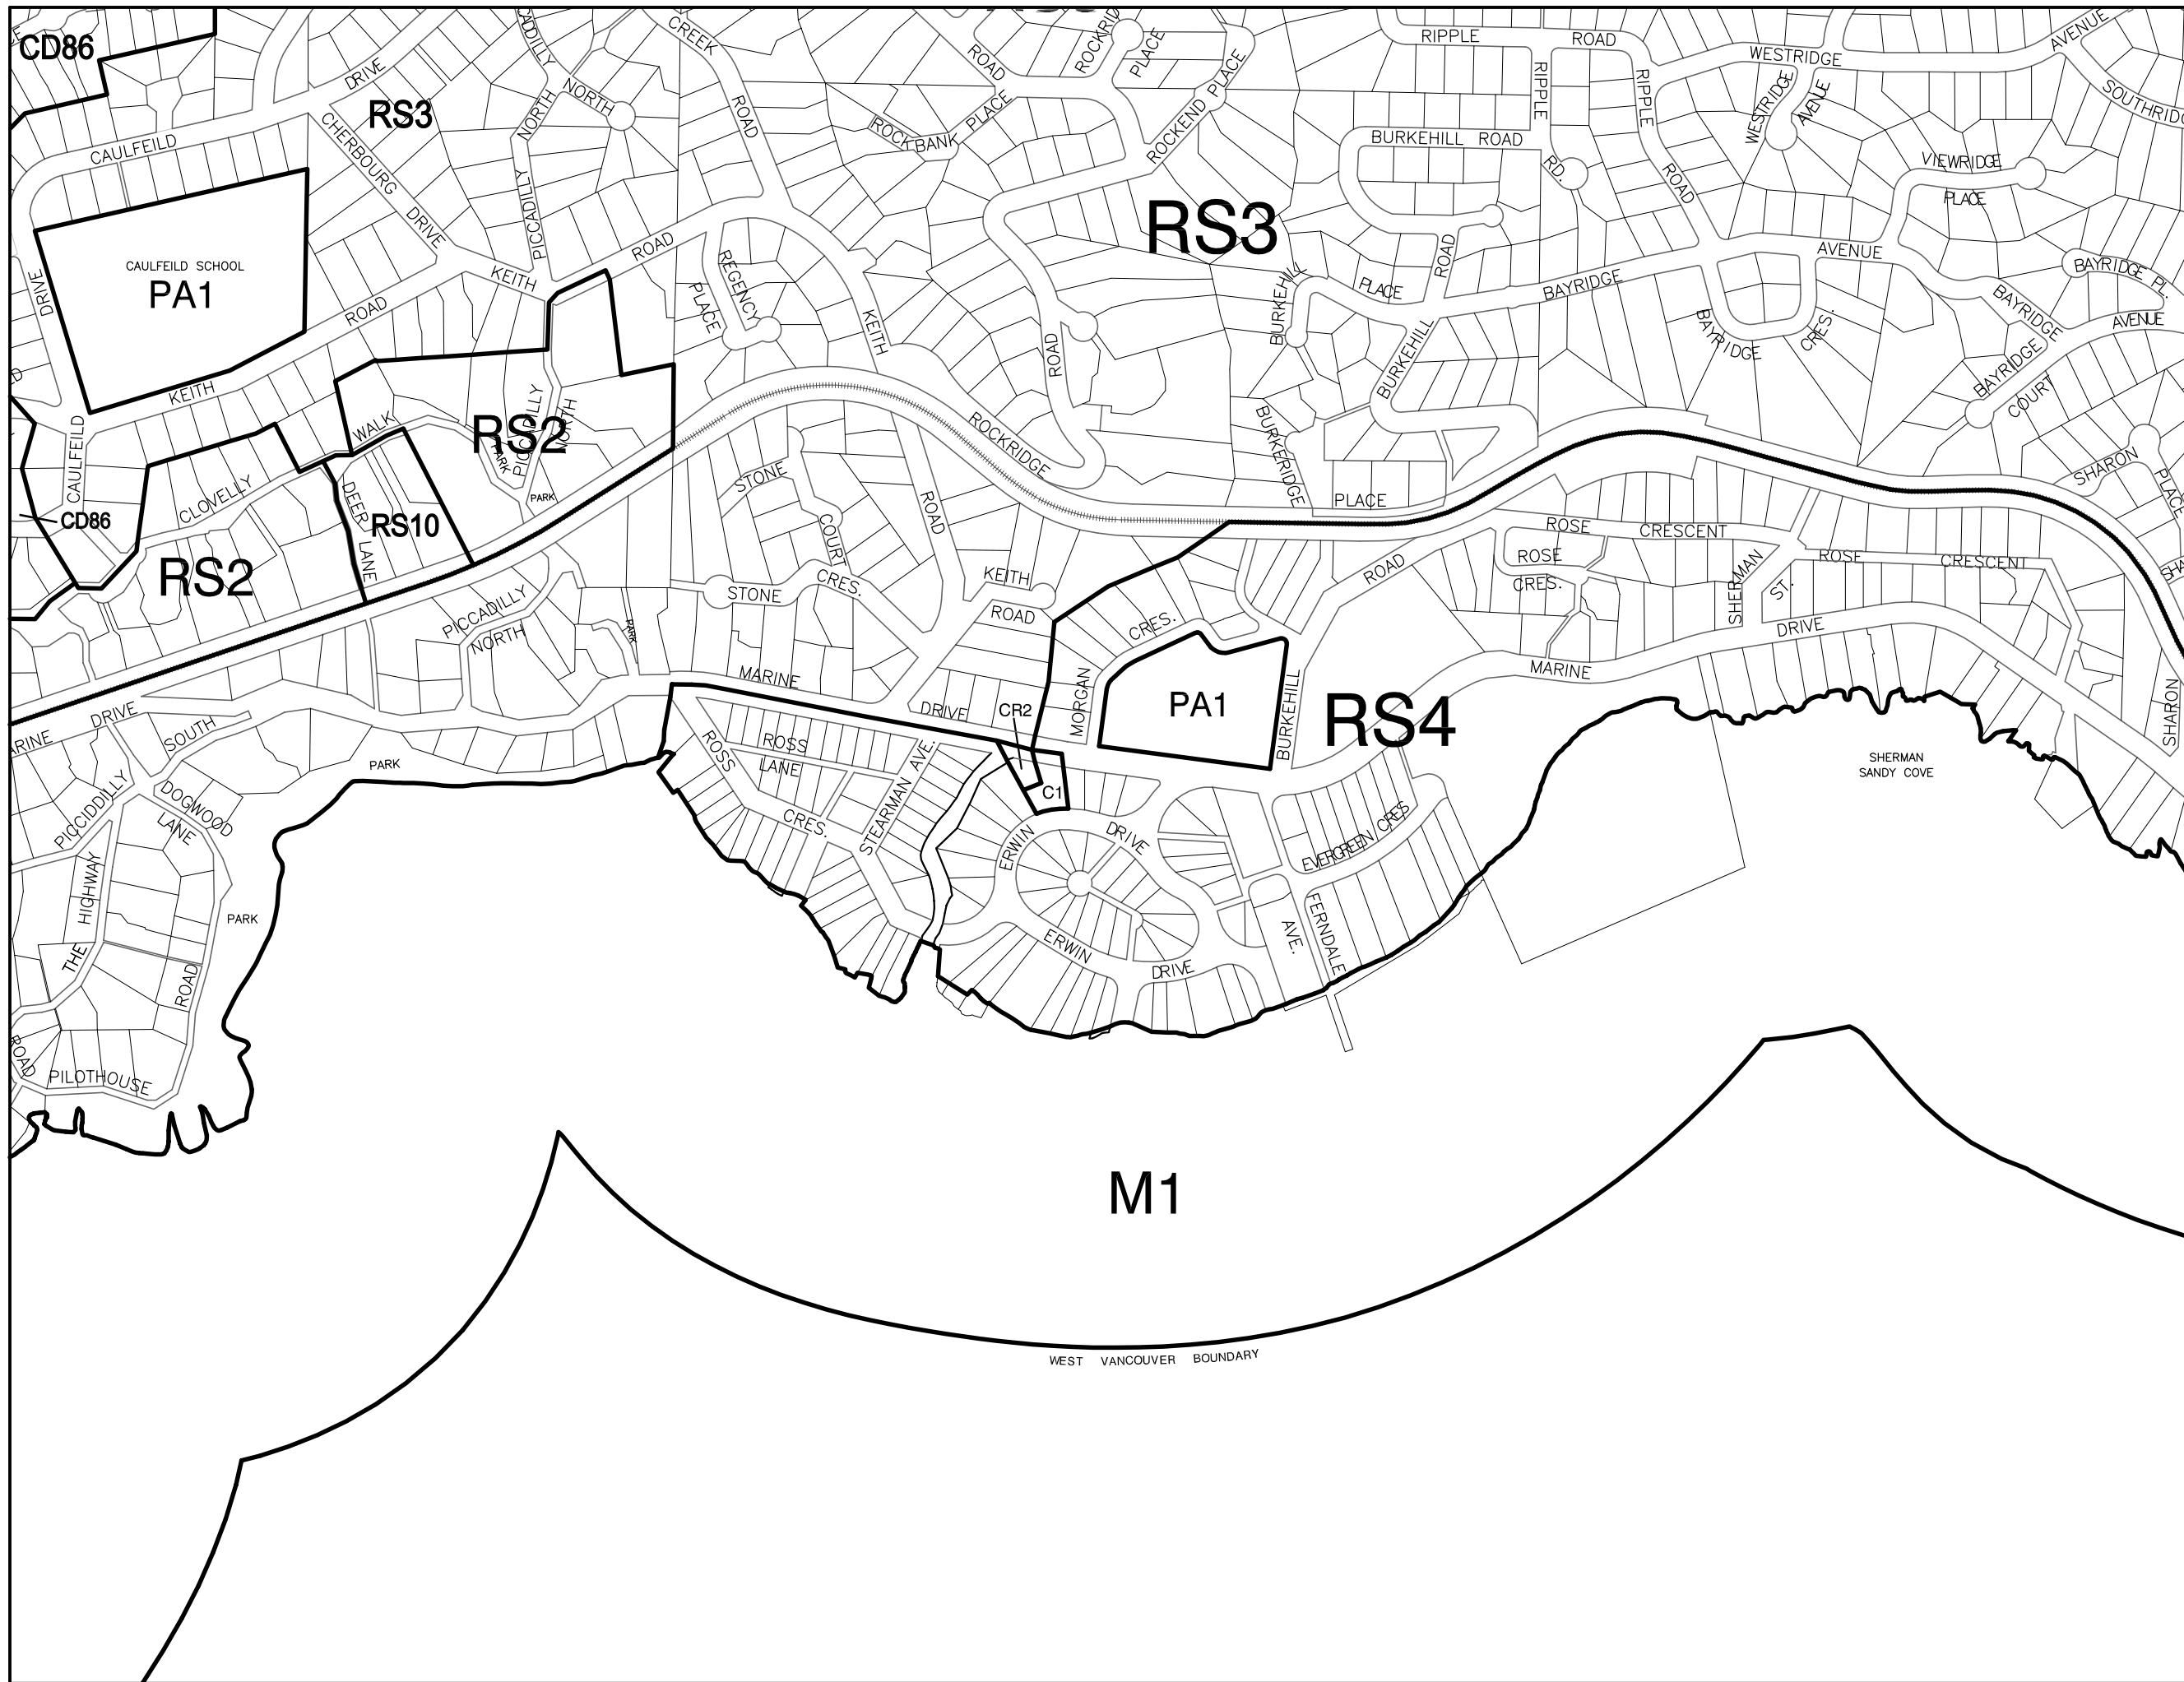 CD86
DRIVE
RS3
CREEK
ROAD
ROAD
PLACE
RIPPLE
ROAD
WESTRIDGE
AVENUE
SOUTHRIDG
NORTH
NORTH
ROCKBANK
PLACE
ROCKEND
PLACE
RIPPLE
RD.
RIPPLE
ROAD
WESTRIDGE
AVENUE
CAULFEILD
CHERBOURG
DRIVE
PICCADILLY
BURKEHILL ROAD
VIEWRIDGE
PLACE
CAULFEILD SCHOOL
PA1
DRIVE
RS3
KEITH
ROAD
REGENCY
PLACE
ROAD
AVENUE
BAYRIDGE PL.
KEITH
ROAD
KEITH
ROAD
BURKEHILL
PLACE
BAYRIDGE
BAYRIDGE
CRES.
BAYRIDGE
AVENUE
BAYRIDGE
COURT
BURKEHILL
KEITH
CAULFEILD
WALK
RS2
PICCADILLY
NORTH
PARK
PARK
ROCKRIDGE
BURKERIDGE
PLACE
SHARON
PLACE
CD86
CLOVELLY
DEER
LANE
RS10
RS2
STONE
COURT
ROAD
ROSE
CRESCENT
ROSE
CRES.
ROSE
CRESCENT
ROAD
SHERMAN
ST.
PICCADILLY
NORTH
PARK
STONE
CRES.
KEITH
ROAD
CRES.
DRIVE
MARINE
MARINE
DRIVE
CR2
MORGAN
PA1
BURKEHILL
RS4
SHARON
DRIVE
ARINE
SOUTH
PARK
ROSS
ROSS
LANE
CRES.
STEARMAN AVE.
C1
SHERMAN
SANDY COVE
PICCIDILLY
DOGWOOD
LANE
ERWIN
DRIVE
EVERGREEN CRES
THE
HIGHWAY
PARK
ROAD
ERWIN
DRIVE
AVE.
FERNDALE
ROAD
PILOTHOUSE
M1
WEST VANCOUVER BOUNDARY